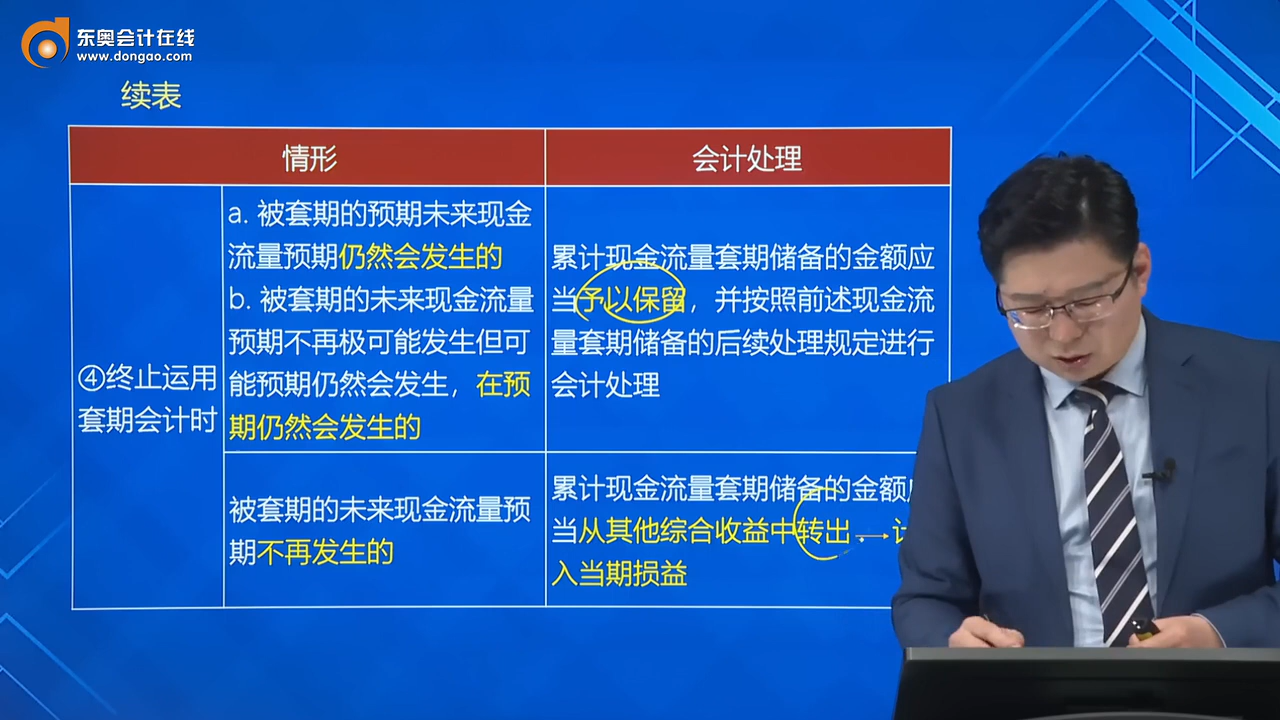 东奥会计在线
www.dongao.com
续表
情形
会计处理
④终止运用
套期会计时
a. 被套期的预期未来现金
流量预期仍然会发生的
b. 被套期的未来现金流量
预期不再极可能发生但可
能预期仍然会发生，在预
期仍然会发生的
累计现金流量套期储备的金额应
当予以保留，并按照前述现金流
量套期储备的后续处理规定进行
会计处理
被套期的未来现金流量预
期不再发生的
累计现金流量套期储备的金额
当从其他综合收益中转出
入当期损益